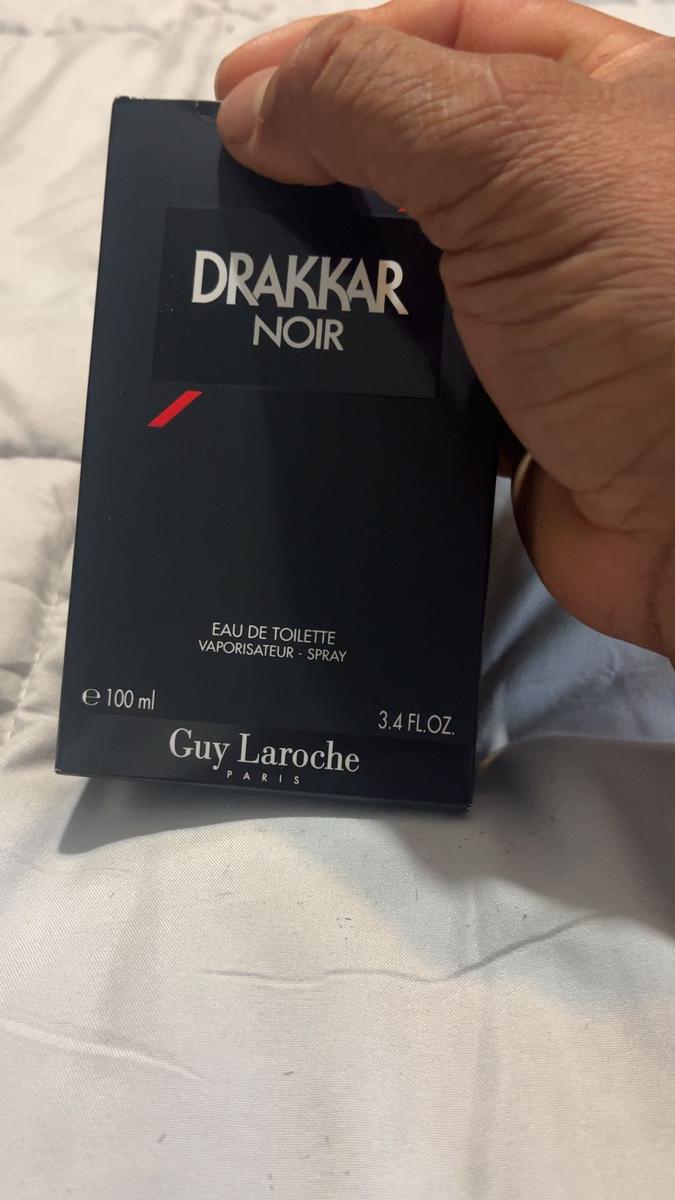 DRAKKAR
NOIR
EAU DE TOILETTE
VAPORISATEUR - SPRAY
℮ 100 ml
3.4 FL.OZ.
Guy Laroche
PARIS